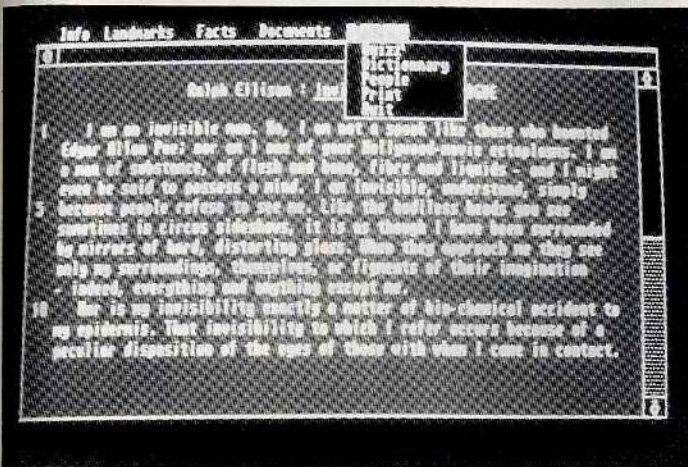 Info Landmarks Facts Documents
Quizz
Dictionnary
People
Print
Quit
Ralph Ellison : Invi GUE
1 I am an invisible man. No, I am not a spook like those who haunted
Edgar Allan Poe; nor am I one of your Hollywood-movie ectoplasms. I am
a man of substance, of flesh and bone, fibre and liquids - and I might
even be said to possess a mind. I am invisible, understand, simply
5 because people refuse to see me. Like the bodiless heads you see
sometimes in circus sideshows, it is as though I have been surrounded
by mirrors of hard, distorting glass. When they approach me they see
only my surroundings, themselves, or figments of their imagination
- indeed, everything and anything except me.
10 Nor is my invisibility exactly a matter of bio-chemical accident to
my epidermis. That invisibility to which I refer occurs because of a
peculiar disposition of the eyes of those with whom I come in contact.